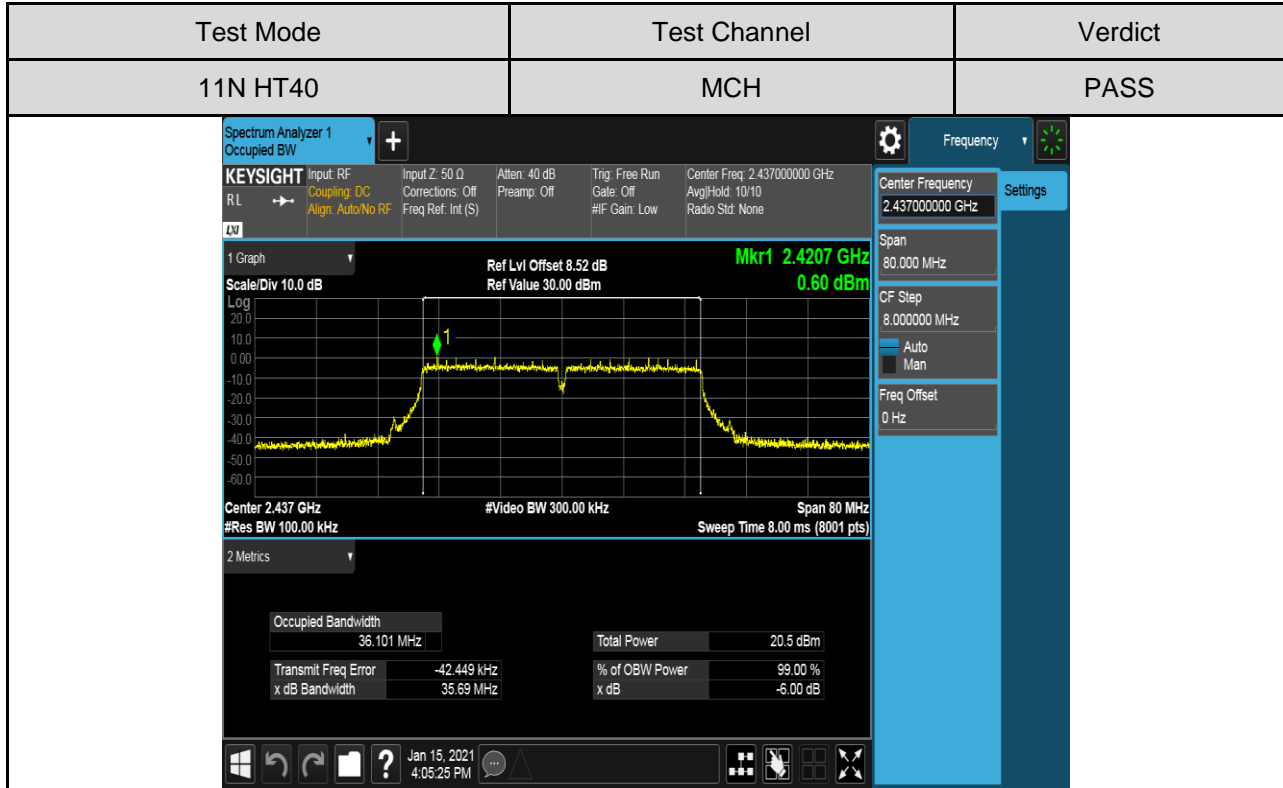 Test Mode Test Channel Verdict
11N HT40 MCH PASS
Spectrum Analyzer 1
Occupied BW
+
Frequency
KEYSIGHT Input: RF Input Z: 50 Ω Atten: 40 dB Trig: Free Run Center Freq: 2.437000000 GHz
RL Coupling: DC Corrections: Off Preamp: Off Gate: Off Avg|Hold: 10/10
Align: Auto/No RF Freq Ref: Int (S) #IF Gain: Low Radio Std: None
LXI
Center Frequency
2.437000000 GHz
Settings
Span
80.000 MHz
CF Step
8.000000 MHz
Auto
Man
Freq Offset
0 Hz
1 Graph
Scale/Div 10.0 dB
Ref Lvl Offset 8.52 dB
Ref Value 30.00 dBm
Mkr1 2.4207 GHz
0.60 dBm
Log
20.0
10.0
0.00
-10.0
-20.0
-30.0
-40.0
-50.0
-60.0
1
Center 2.437 GHz #Video BW 300.00 kHz Span 80 MHz
#Res BW 100.00 kHz Sweep Time 8.00 ms (8001 pts)
2 Metrics
Occupied Bandwidth
36.101 MHz
Total Power 20.5 dBm
Transmit Freq Error -42.449 kHz % of OBW Power 99.00 %
x dB Bandwidth 35.69 MHz x dB -6.00 dB
?
Jan 15, 2021
4:05:25 PM